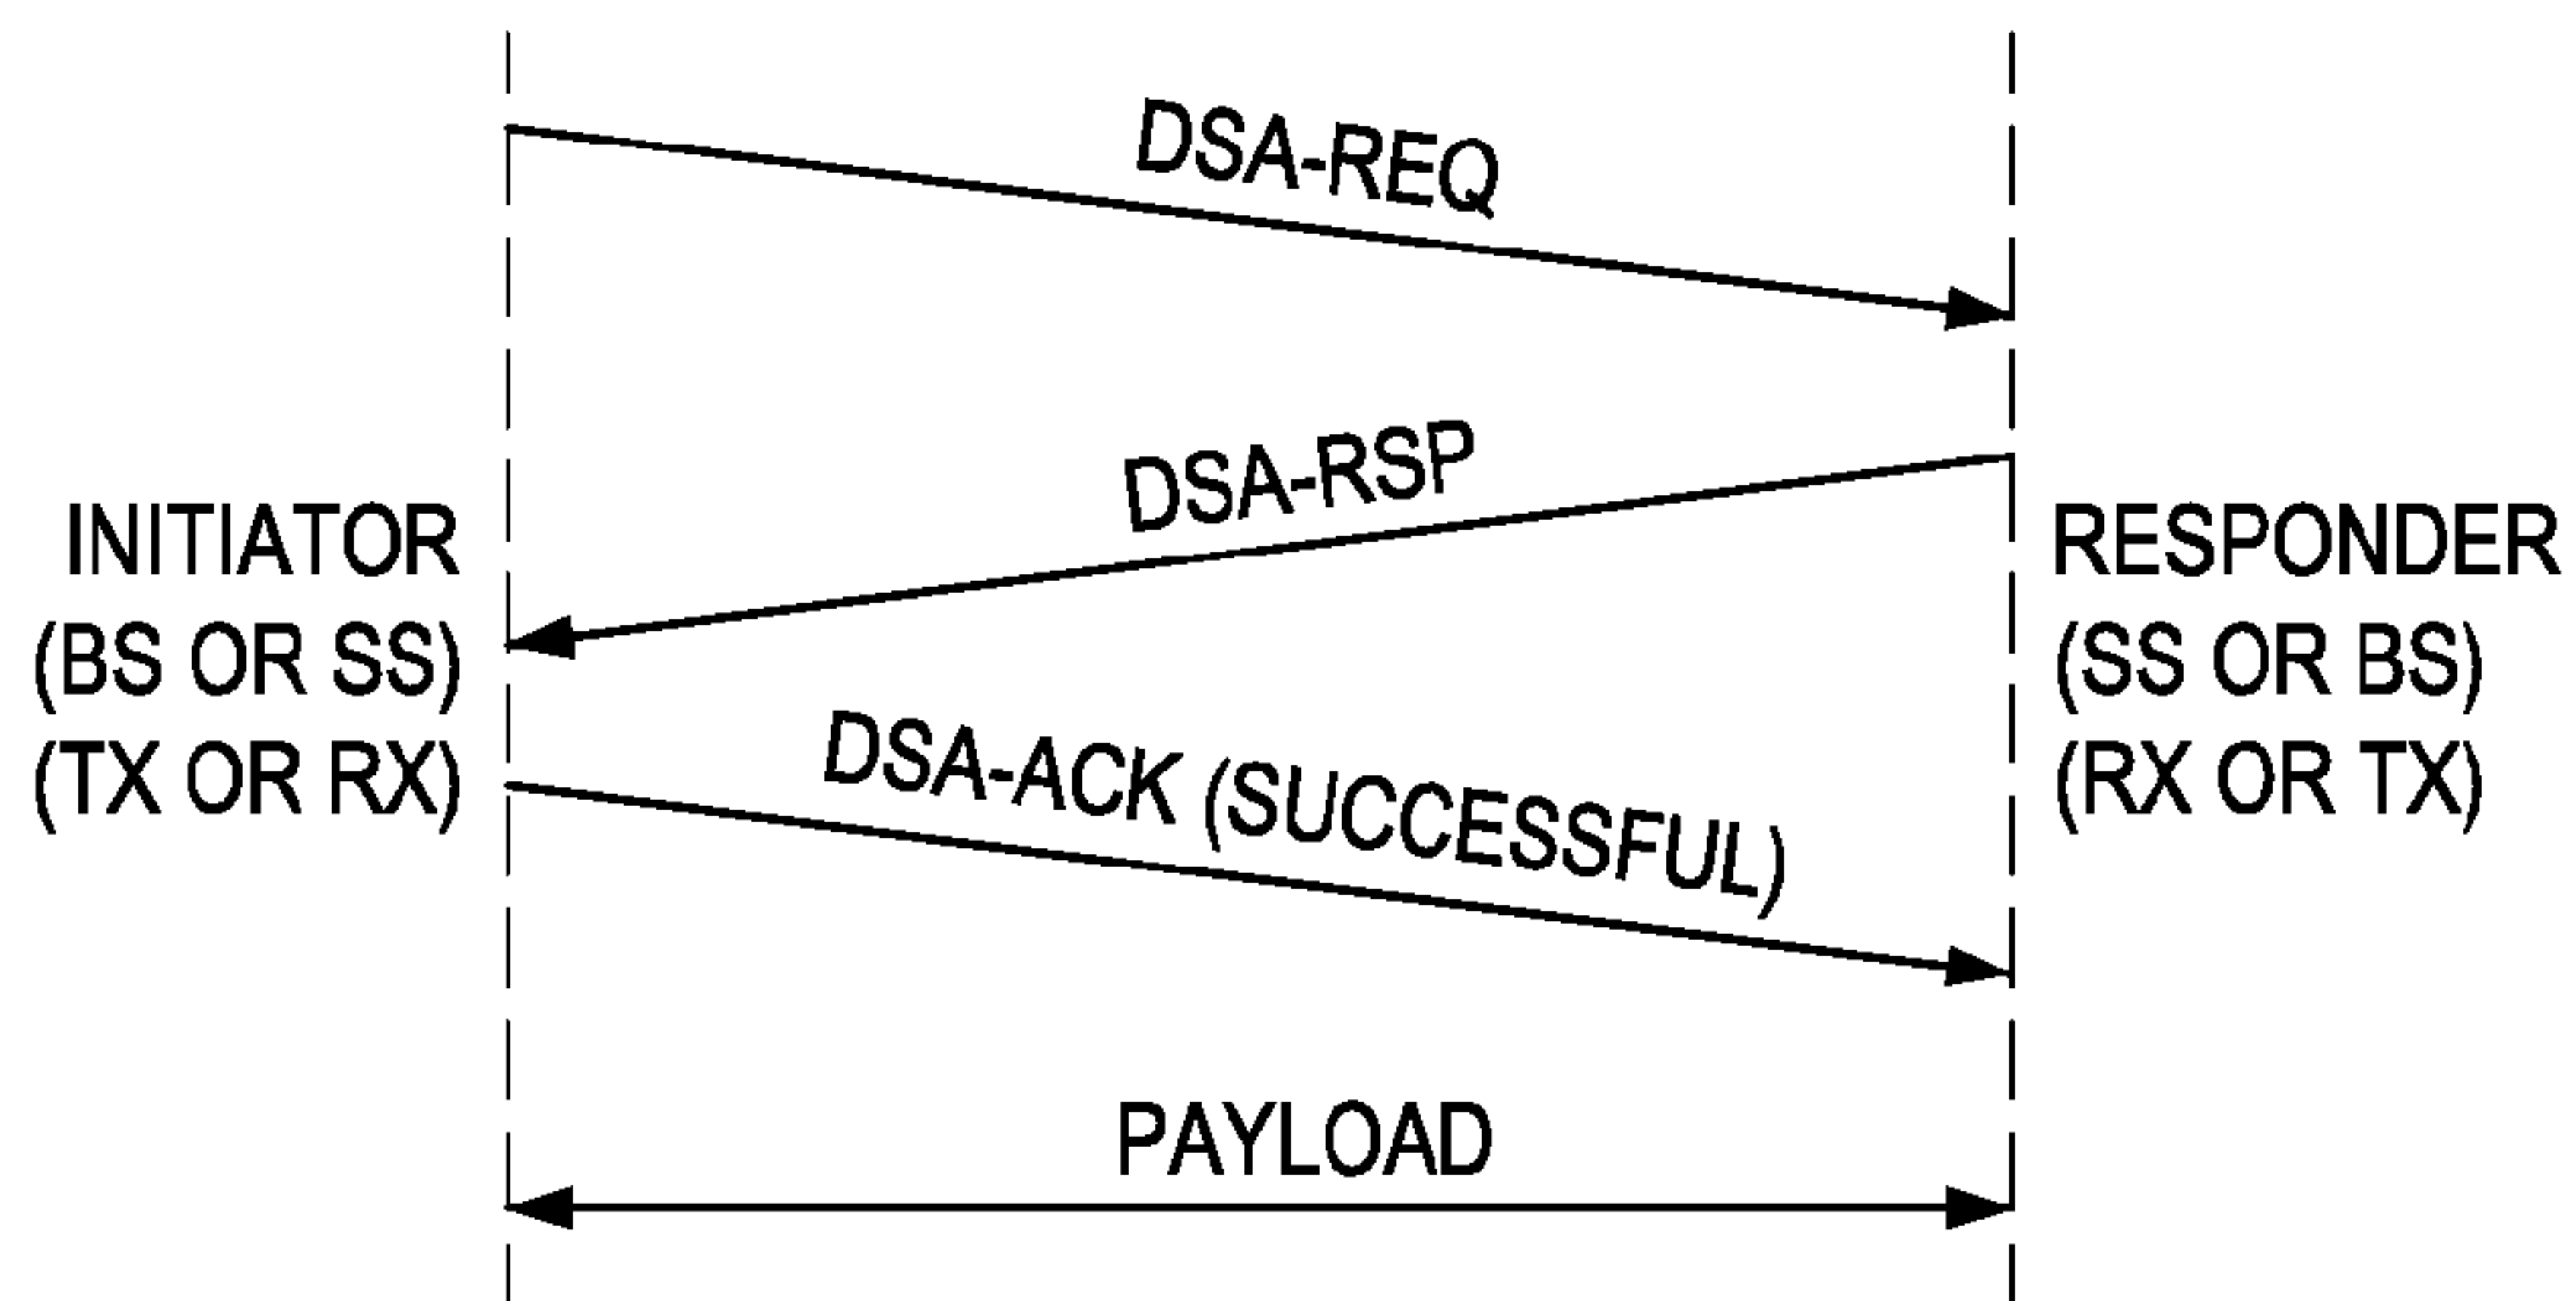 DSA-REQ
DSA-RSP
INITIATOR
(BS OR SS)
(TX OR RX)
RESPONDER
(SS OR BS)
(RX OR TX)
DSA-ACK (SUCCESSFUL)
PAYLOAD